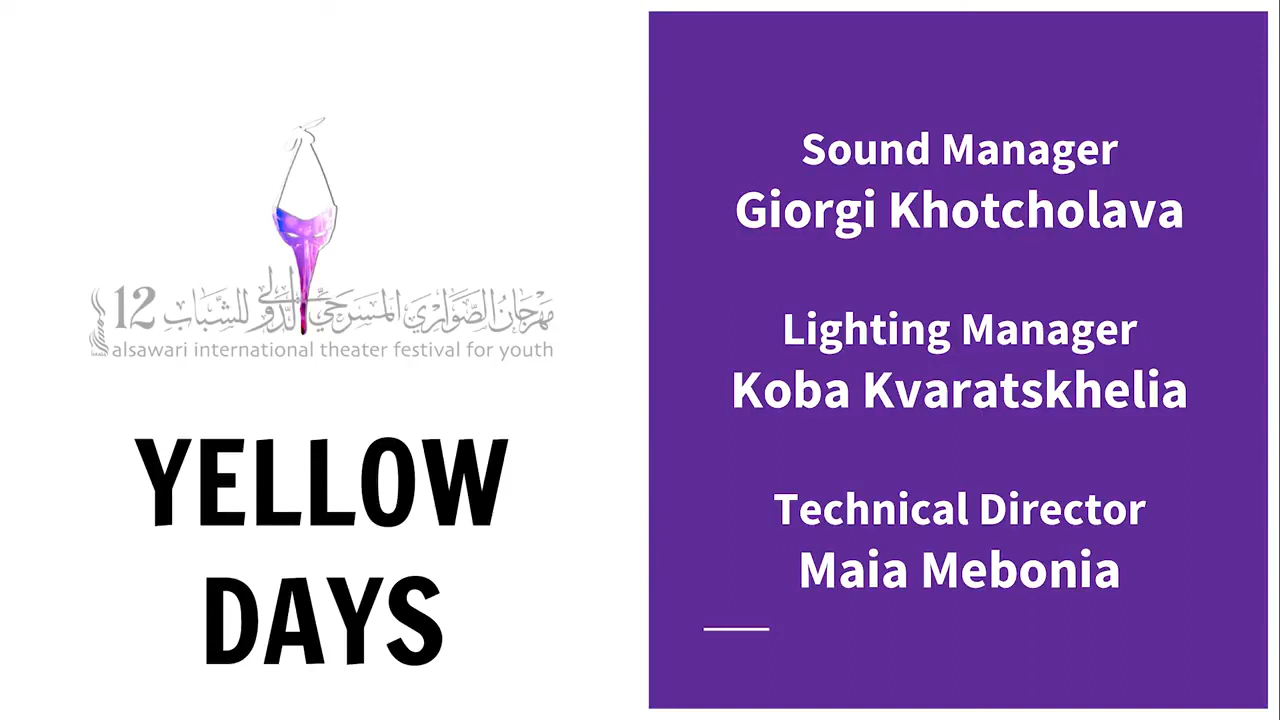 مهرجان الصواري المسرحي الدولي للشباب 12
alsawari international theater festival for youth
YELLOW
DAYS
Sound Manager
Giorgi Khotcholava
Lighting Manager
Koba Kvaratskhelia
Technical Director
Maia Mebonia